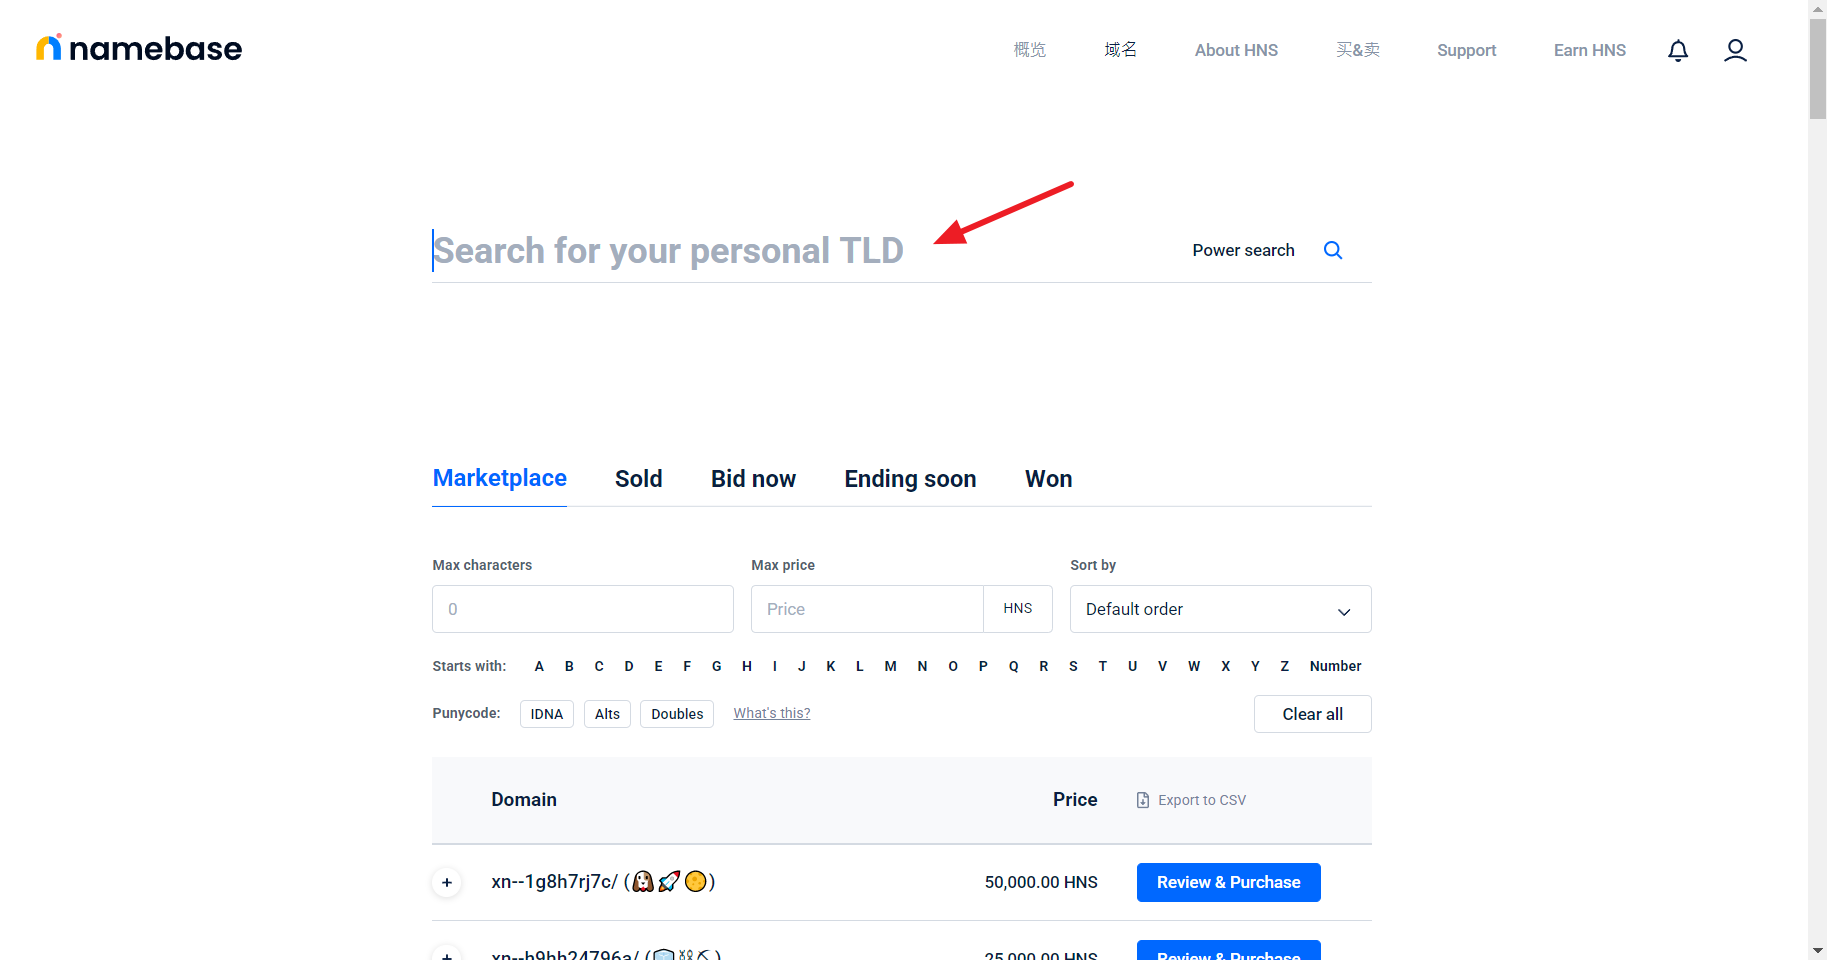 namebase
概览 域名 About HNS 买&卖 Support Earn HNS
Search for your personal TLD Power search
Marketplace Sold Bid now Ending soon Won
Max characters Max price Sort by
0 Price HNS Default order
Starts with: A B C D E F G H I J K L M N O P Q R S T U V W X Y Z Number
Punycode: IDNA Alts Doubles What's this? Clear all
Domain Price Export to CSV
+ xn--1g8h7rj7c/ (🐶🚀🌕) 50,000.00 HNS Review & Purchase
+ xn--h9hh24796a/ (🧊⛓⛏) 25,000.00 HNS Review & Purchase